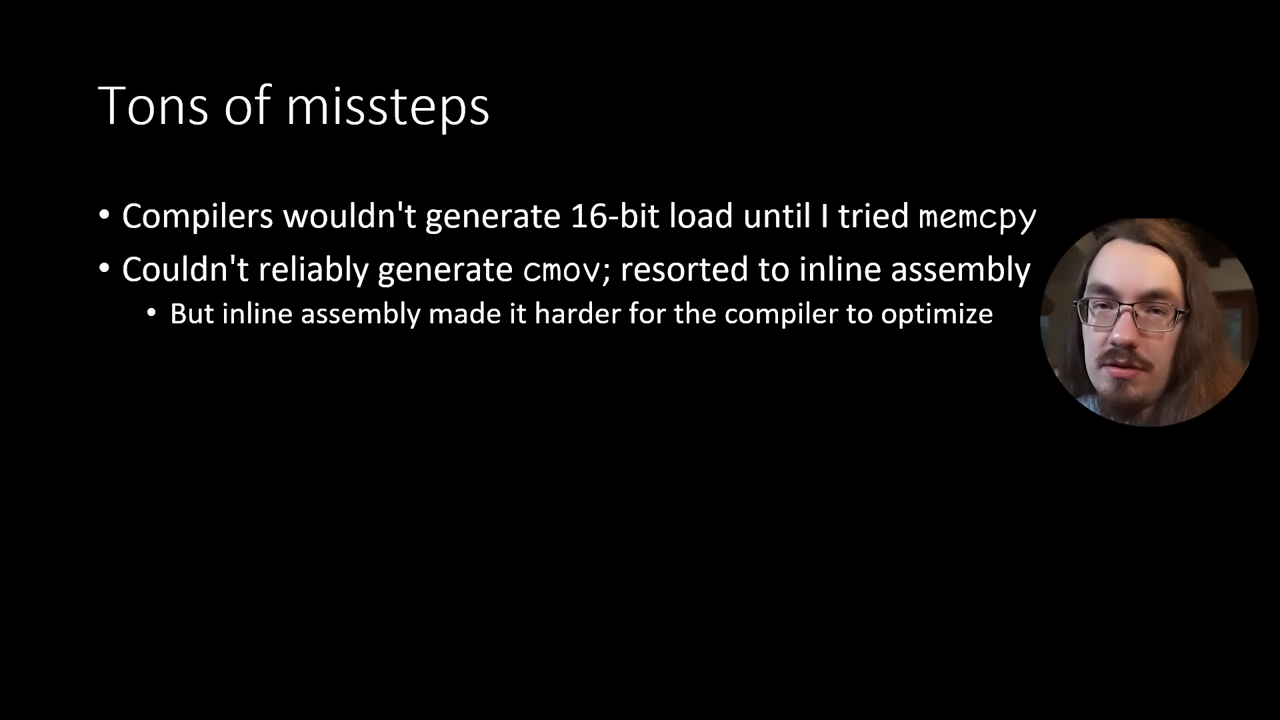 Tons of missteps
• Compilers wouldn't generate 16-bit load until I tried memcpy
• Couldn't reliably generate cmov; resorted to inline assembly
• But inline assembly made it harder for the compiler to optimize